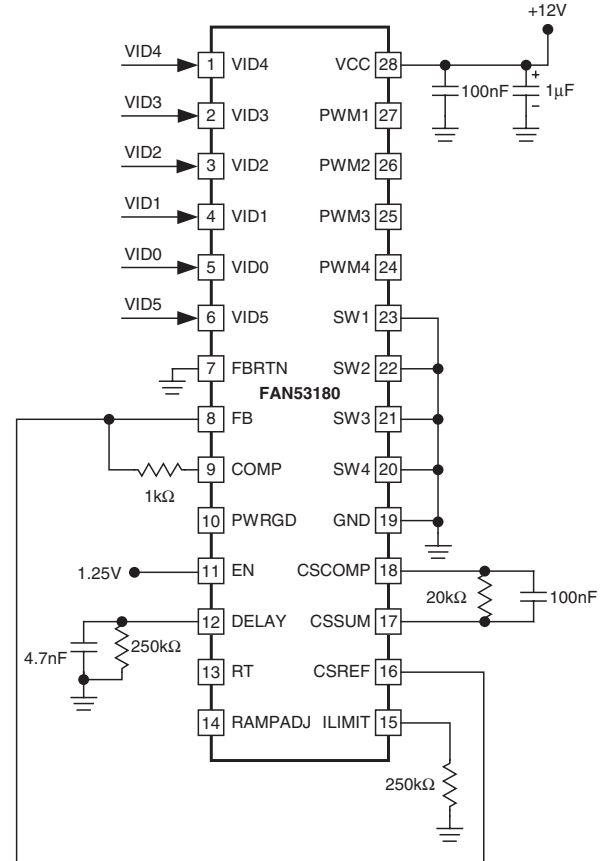 +12V
VID4
1 VID4
VCC 28
100nF
+
1μF
–
VID3
2 VID3
PWM1 27
VID2
3 VID2
PWM2 26
VID1
4 VID1
PWM3 25
VID0
5 VID0
PWM4 24
VID5
6 VID5
SW1 23
7 FBRTN
SW2 22
FAN53180
8 FB
SW3 21
9 COMP
SW4 20
1kΩ
10 PWRGD
GND 19
1.25V
11 EN
CSCOMP 18
20kΩ
100nF
12 DELAY
CSSUM 17
4.7nF
250kΩ
13 RT
CSREF 16
14 RAMPADJ
ILIMIT 15
250kΩ